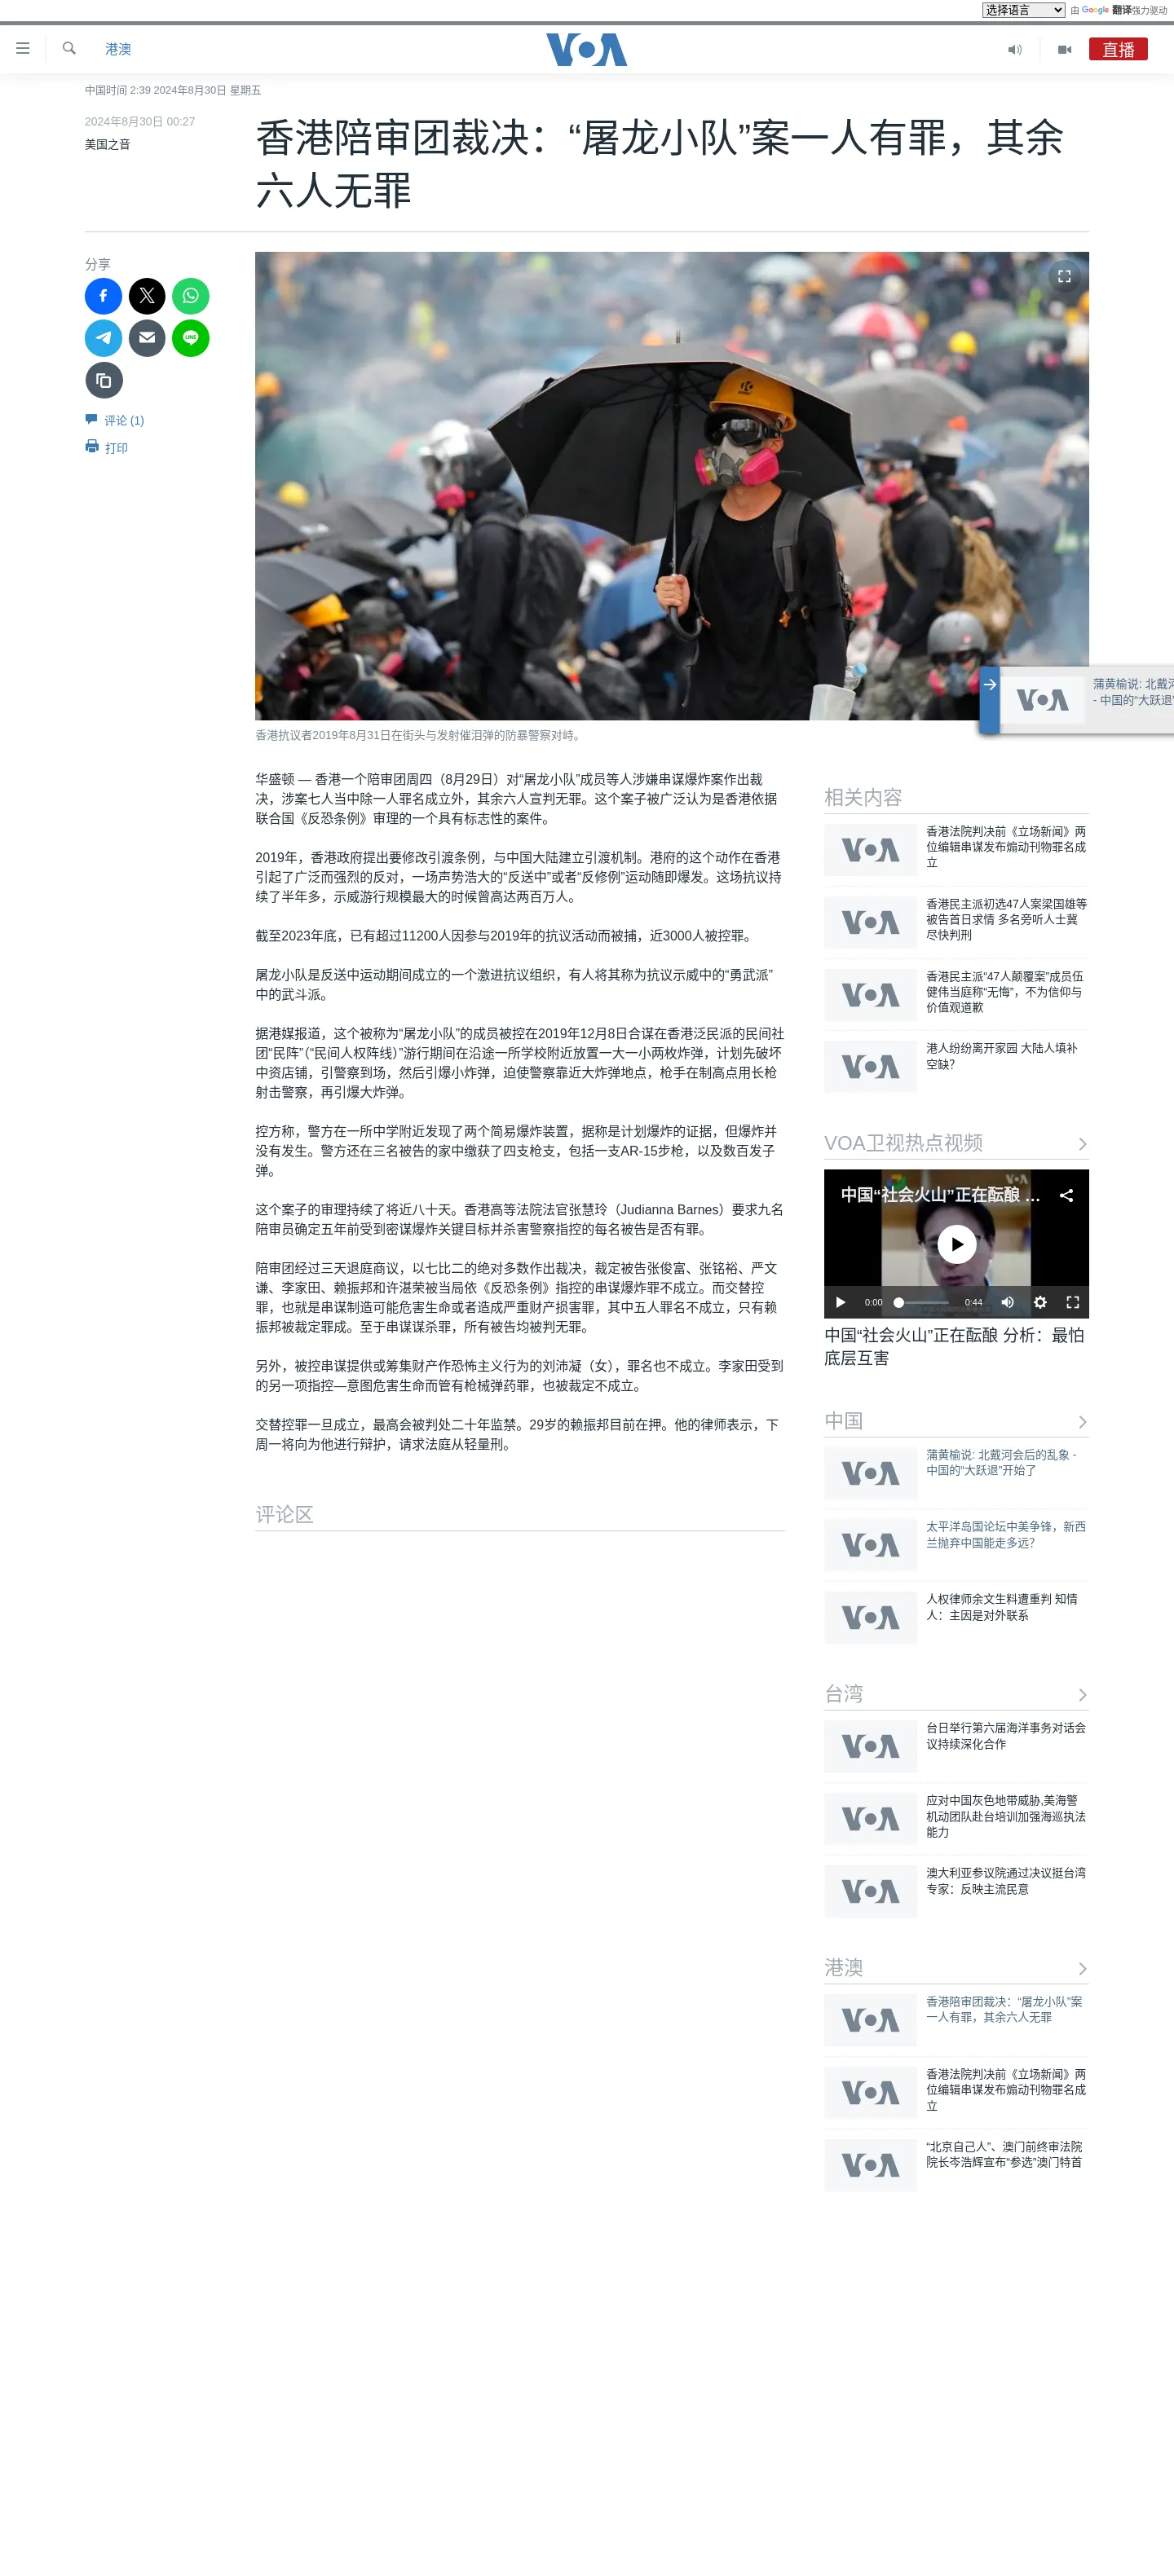 选择语言
由 Google 翻译强力驱动
港澳
VOA
直播
中国时间 2:39 2024年8月30日 星期五
2024年8月30日 00:27
美国之音
香港陪审团裁决：“屠龙小队”案一人有罪，其余
六人无罪
分享
LINE
评论 (1)
打印
VOA
蒲黄榆说: 北戴河
- 中国的“大跃退”
香港抗议者2019年8月31日在街头与发射催泪弹的防暴警察对峙。
华盛顿 — 香港一个陪审团周四（8月29日）对“屠龙小队”成员等人涉嫌串谋爆炸案作出裁
决，涉案七人当中除一人罪名成立外，其余六人宣判无罪。这个案子被广泛认为是香港依据
联合国《反恐条例》审理的一个具有标志性的案件。
2019年，香港政府提出要修改引渡条例，与中国大陆建立引渡机制。港府的这个动作在香港
引起了广泛而强烈的反对，一场声势浩大的“反送中”或者“反修例”运动随即爆发。这场抗议持
续了半年多，示威游行规模最大的时候曾高达两百万人。
截至2023年底，已有超过11200人因参与2019年的抗议活动而被捕，近3000人被控罪。
屠龙小队是反送中运动期间成立的一个激进抗议组织，有人将其称为抗议示威中的“勇武派”
中的武斗派。
据港媒报道，这个被称为“屠龙小队”的成员被控在2019年12月8日合谋在香港泛民派的民间社
团“民阵”（“民间人权阵线）”游行期间在沿途一所学校附近放置一大一小两枚炸弹，计划先破坏
中资店铺，引警察到场，然后引爆小炸弹，迫使警察靠近大炸弹地点，枪手在制高点用长枪
射击警察，再引爆大炸弹。
控方称，警方在一所中学附近发现了两个简易爆炸装置，据称是计划爆炸的证据，但爆炸并
没有发生。警方还在三名被告的家中缴获了四支枪支，包括一支AR-15步枪，以及数百发子
弹。
这个案子的审理持续了将近八十天。香港高等法院法官张慧玲（Judianna Barnes）要求九名
陪审员确定五年前受到密谋爆炸关键目标并杀害警察指控的每名被告是否有罪。
陪审团经过三天退庭商议，以七比二的绝对多数作出裁决，裁定被告张俊富、张铭裕、严文
谦、李家田、赖振邦和许湛荣被当局依《反恐条例》指控的串谋爆炸罪不成立。而交替控
罪，也就是串谋制造可能危害生命或者造成严重财产损害罪，其中五人罪名不成立，只有赖
振邦被裁定罪成。至于串谋谋杀罪，所有被告均被判无罪。
另外，被控串谋提供或筹集财产作恐怖主义行为的刘沛凝（女），罪名也不成立。李家田受到
的另一项指控—意图危害生命而管有枪械弹药罪，也被裁定不成立。
交替控罪一旦成立，最高会被判处二十年监禁。29岁的赖振邦目前在押。他的律师表示，下
周一将向为他进行辩护，请求法庭从轻量刑。
评论区
相关内容
VOA
香港法院判决前《立场新闻》两
位编辑串谋发布煽动刊物罪名成
立
VOA
香港民主派初选47人案梁国雄等
被告首日求情 多名旁听人士冀
尽快判刑
VOA
香港民主派“47人颠覆案”成员伍
健伟当庭称“无悔”，不为信仰与
价值观道歉
VOA
港人纷纷离开家园 大陆人填补
空缺？
VOA卫视热点视频
VOA
中国“社会火山”正在酝酿 ...
0:00
0:44
中国“社会火山”正在酝酿 分析：最怕
底层互害
中国
VOA
蒲黄榆说: 北戴河会后的乱象 -
中国的“大跃退”开始了
VOA
太平洋岛国论坛中美争锋，新西
兰抛弃中国能走多远？
VOA
人权律师余文生料遭重判 知情
人：主因是对外联系
台湾
VOA
台日举行第六届海洋事务对话会
议持续深化合作
VOA
应对中国灰色地带威胁,美海警
机动团队赴台培训加强海巡执法
能力
VOA
澳大利亚参议院通过决议挺台湾
专家：反映主流民意
港澳
VOA
香港陪审团裁决：“屠龙小队”案
一人有罪，其余六人无罪
VOA
香港法院判决前《立场新闻》两
位编辑串谋发布煽动刊物罪名成
立
VOA
“北京自己人”、澳门前终审法院
院长岑浩辉宣布“参选”澳门特首